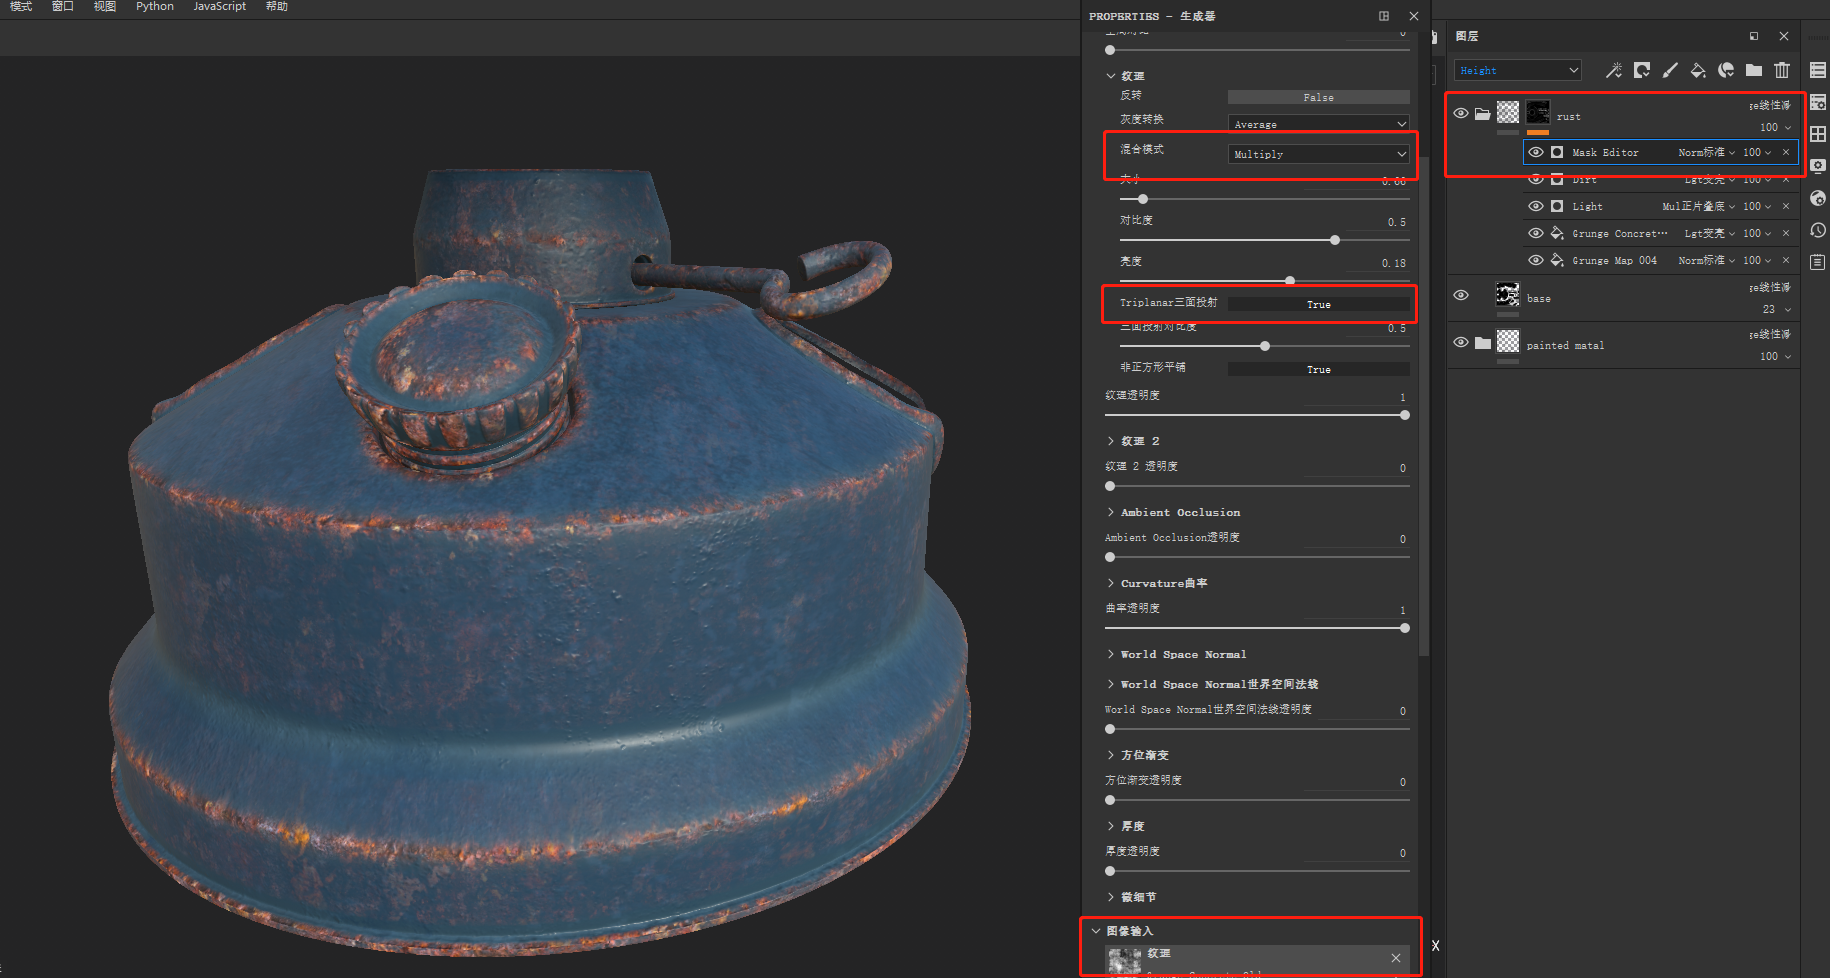 模式 窗口 视图 Python JavaScript 帮助
PROPERTIES - 生成器
全局对比 0
纹理
反转 False
灰度转换 Average
混合模式 Multiply
大小 0.66
对比度 0.5
亮度 0.18
Triplanar三面投射 True
三面投射对比度 0.5
非正方形平铺 True
纹理透明度 1
纹理 2
纹理 2 透明度 0
Ambient Occlusion
Ambient Occlusion透明度 0
Curvature曲率
曲率透明度 1
World Space Normal
World Space Normal世界空间法线
World Space Normal世界空间法线透明度 0
方位渐变
方位渐变透明度 0
厚度
厚度透明度 0
微细节
图像输入
纹理
图层
Height
rust ge线性减
100
Mask Editor Norm标准 100
Dirt Lgt变亮 100
Light Mul正片叠底 100
Grunge Concret… Lgt变亮 100
Grunge Map 004 Norm标准 100
base ge线性减
23
painted matal ge线性减
100